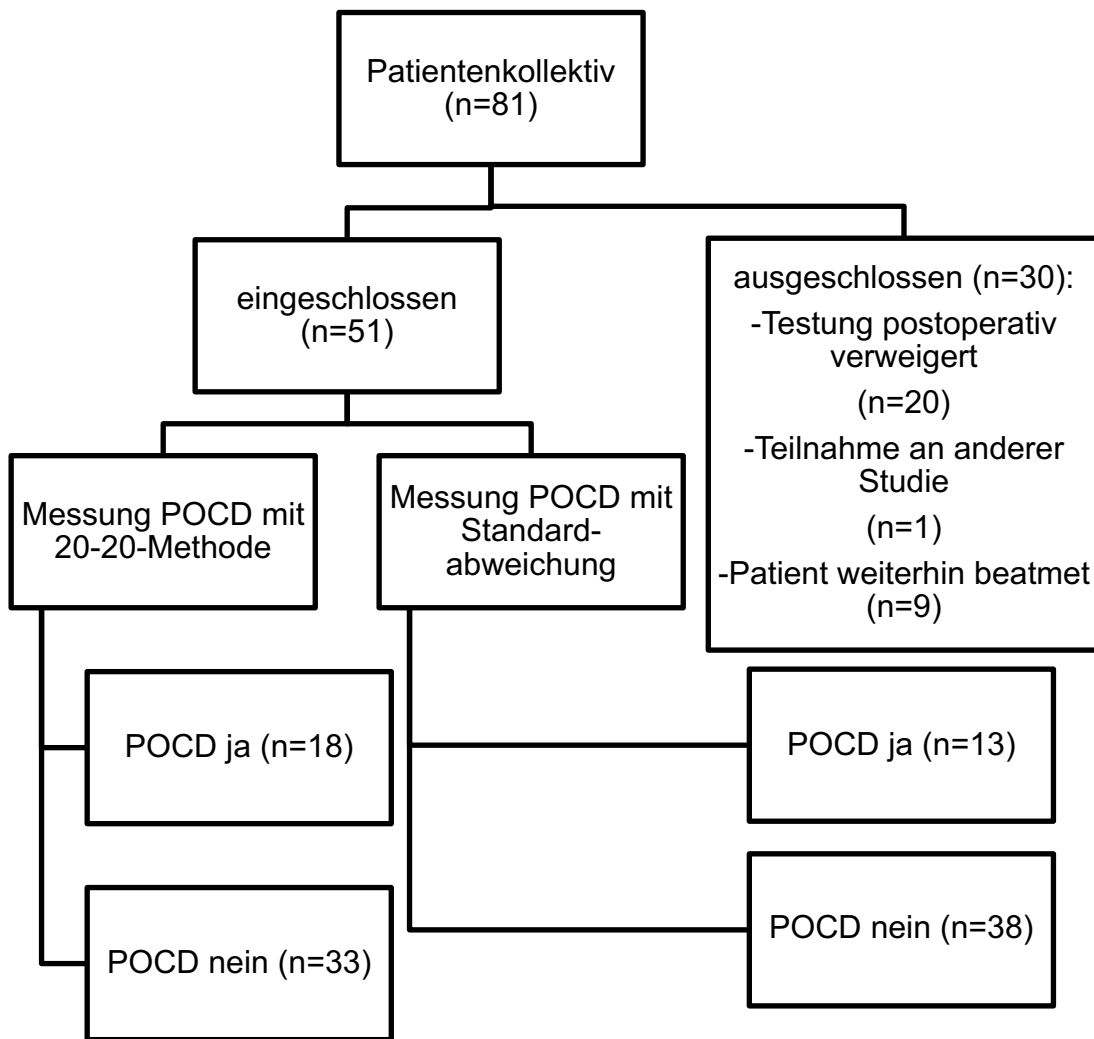 Patientenkollektiv
(n=81)
eingeschlossen
(n=51)
ausgeschlossen (n=30):
-Testung postoperativ
verweigert
(n=20)
-Teilnahme an anderer
Studie
(n=1)
-Patient weiterhin beatmet
(n=9)
Messung POCD mit
20-20-Methode
Messung POCD mit
Standard-
abweichung
POCD ja (n=18)
POCD nein (n=33)
POCD ja (n=13)
POCD nein (n=38)